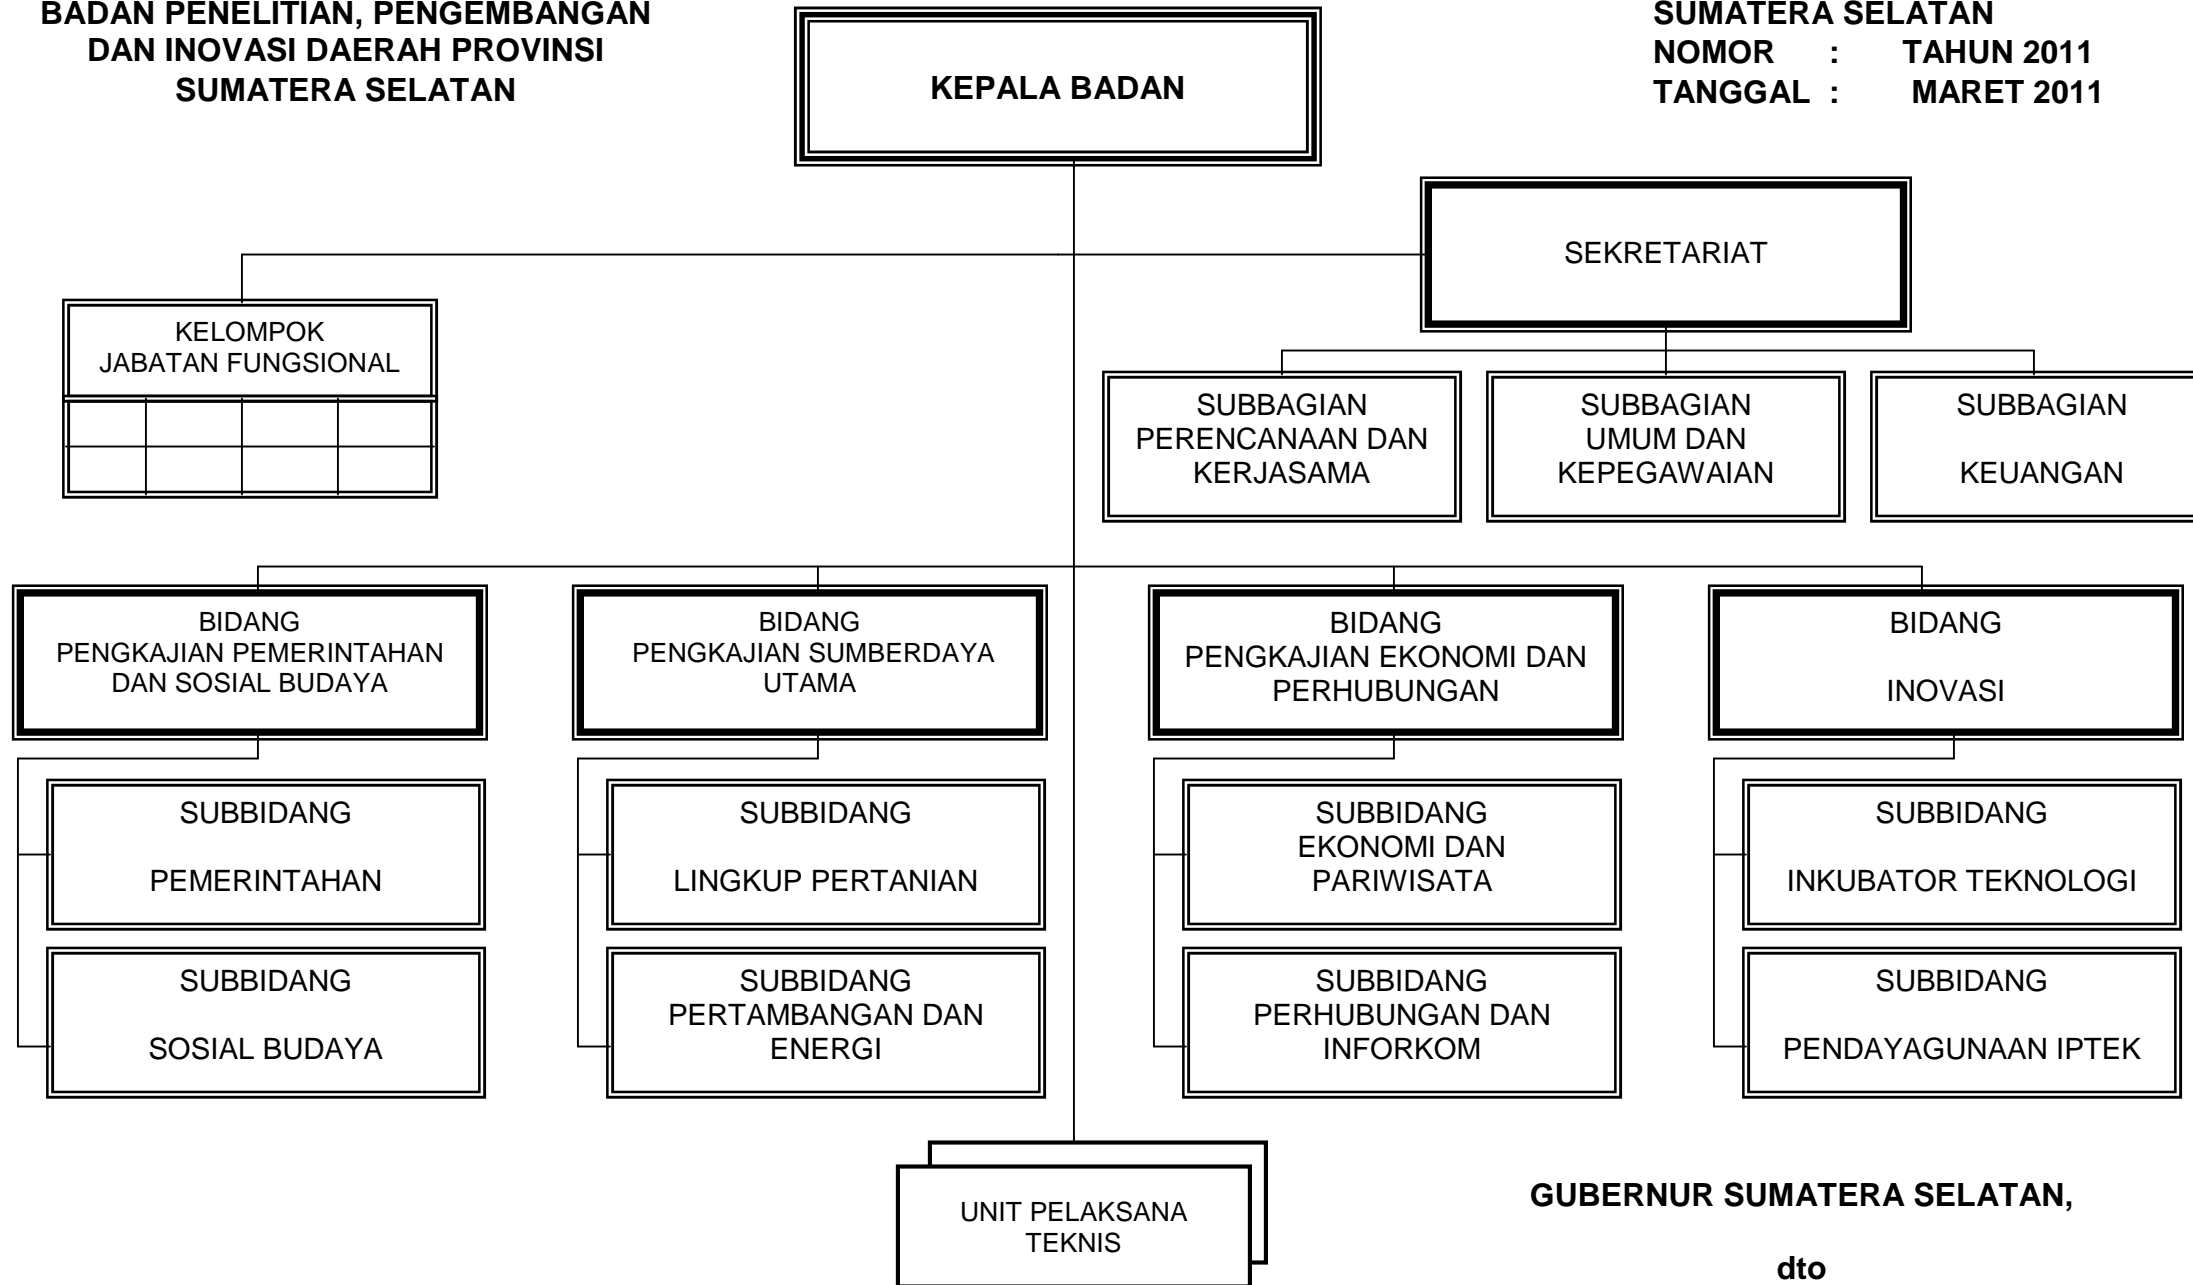 BADAN PENELITIAN, PENGEMBANGAN
DAN INOVASI DAERAH PROVINSI
SUMATERA SELATAN
KEPALA BADAN
SUMATERA SELATAN
NOMOR : TAHUN 2011
TANGGAL : MARET 2011
SEKRETARIAT
KELOMPOK
JABATAN FUNGSIONAL
SUBBAGIAN
PERENCANAAN DAN
KERJASAMA
SUBBAGIAN
UMUM DAN
KEPEGAWAIAN
SUBBAGIAN
KEUANGAN
BIDANG
PENGKAJIAN PEMERINTAHAN
DAN SOSIAL BUDAYA
BIDANG
PENGKAJIAN SUMBERDAYA
UTAMA
BIDANG
PENGKAJIAN EKONOMI DAN
PERHUBUNGAN
BIDANG
INOVASI
SUBBIDANG
PEMERINTAHAN
SUBBIDANG
LINGKUP PERTANIAN
SUBBIDANG
EKONOMI DAN
PARIWISATA
SUBBIDANG
INKUBATOR TEKNOLOGI
SUBBIDANG
SOSIAL BUDAYA
SUBBIDANG
PERTAMBANGAN DAN
ENERGI
SUBBIDANG
PERHUBUNGAN DAN
INFORKOM
SUBBIDANG
PENDAYAGUNAAN IPTEK
UNIT PELAKSANA
TEKNIS
GUBERNUR SUMATERA SELATAN,
dto